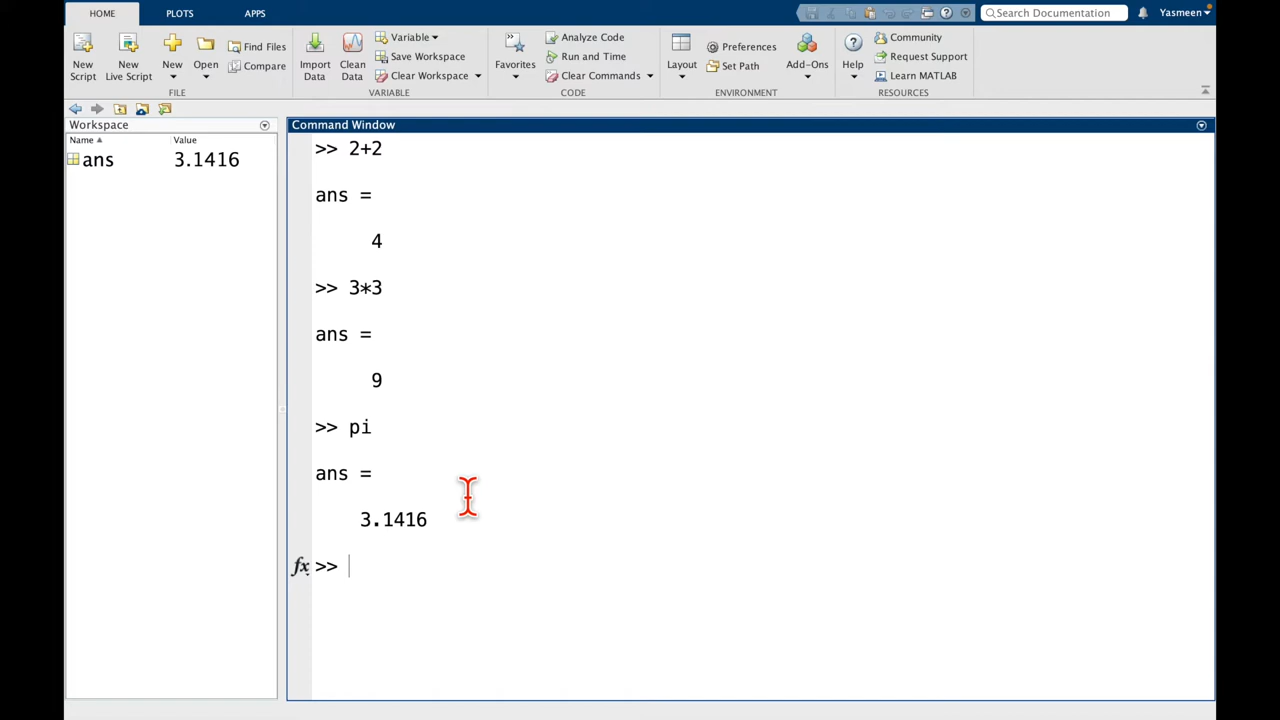 HOME PLOTS APPS
Search Documentation
Yasmeen
New Script
New Live Script
New
Open
Find Files
Compare
FILE
Import Data
Clean Data
Variable
Save Workspace
Clear Workspace
VARIABLE
Favorites
Analyze Code
Run and Time
Clear Commands
CODE
Layout
Preferences
Set Path
Add-Ons
ENVIRONMENT
Help
Community
Request Support
Learn MATLAB
RESOURCES
Workspace
Name Value
ans 3.1416
Command Window
>> 2+2
ans =
4
>> 3*3
ans =
9
>> pi
ans =
3.1416
fx >>